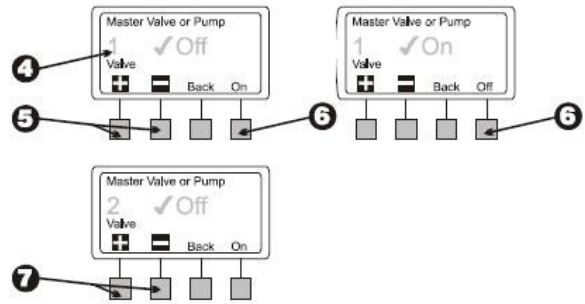 Master Valve or Pump
1 ✓Off
Valve
+ − Back On
4
5
6
Master Valve or Pump
1 ✓On
Valve
+ − Back Off
6
Master Valve or Pump
2 ✓Off
Valve
+ − Back On
7